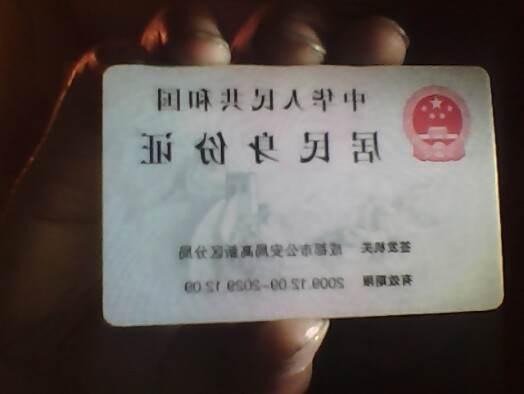 中华人民共和国
居民身份证
签发机关 成都市公安局高新区分局
有效期限 2009.12.09-2029.12.09